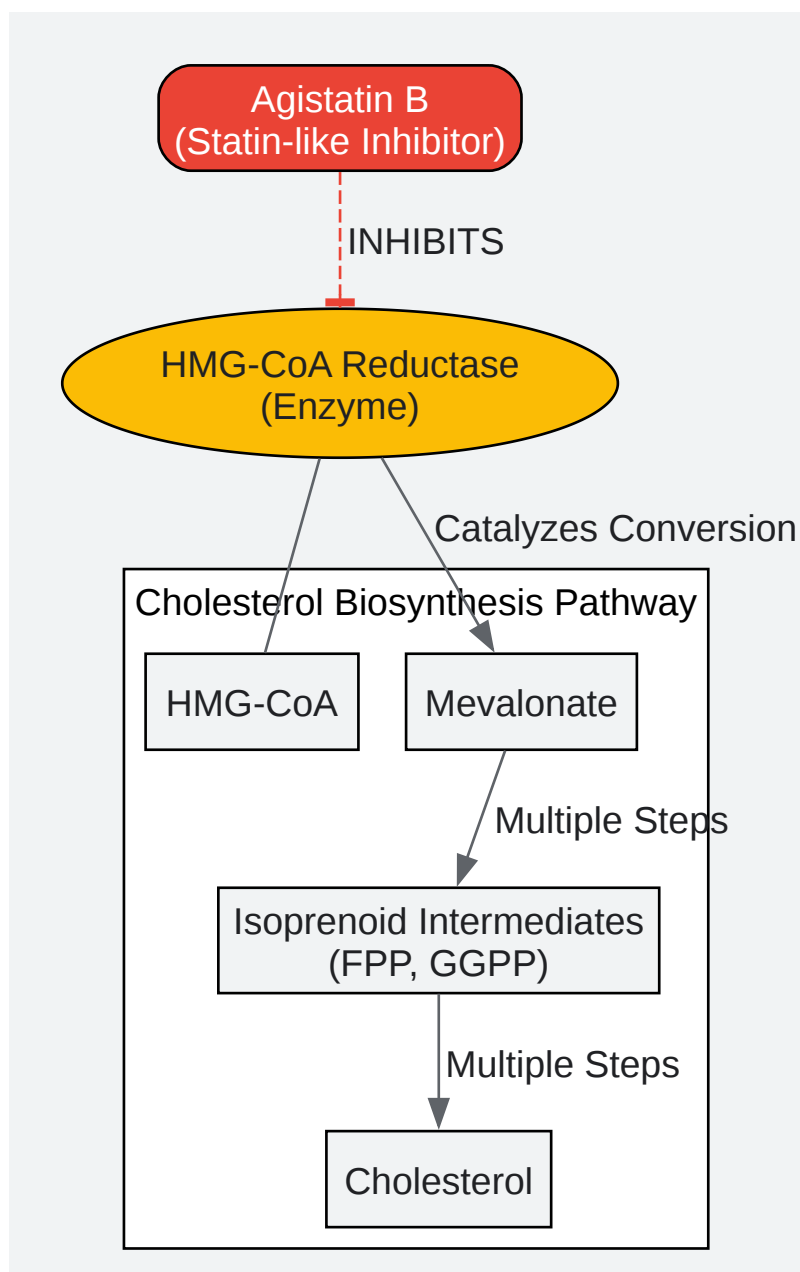 Agistatin B
(Statin-like Inhibitor)
INHIBITS
HMG-CoA Reductase
(Enzyme)
Catalyzes Conversion
Cholesterol Biosynthesis Pathway
HMG-CoA
Mevalonate
Multiple Steps
Isoprenoid Intermediates
(FPP, GGPP)
Multiple Steps
Cholesterol